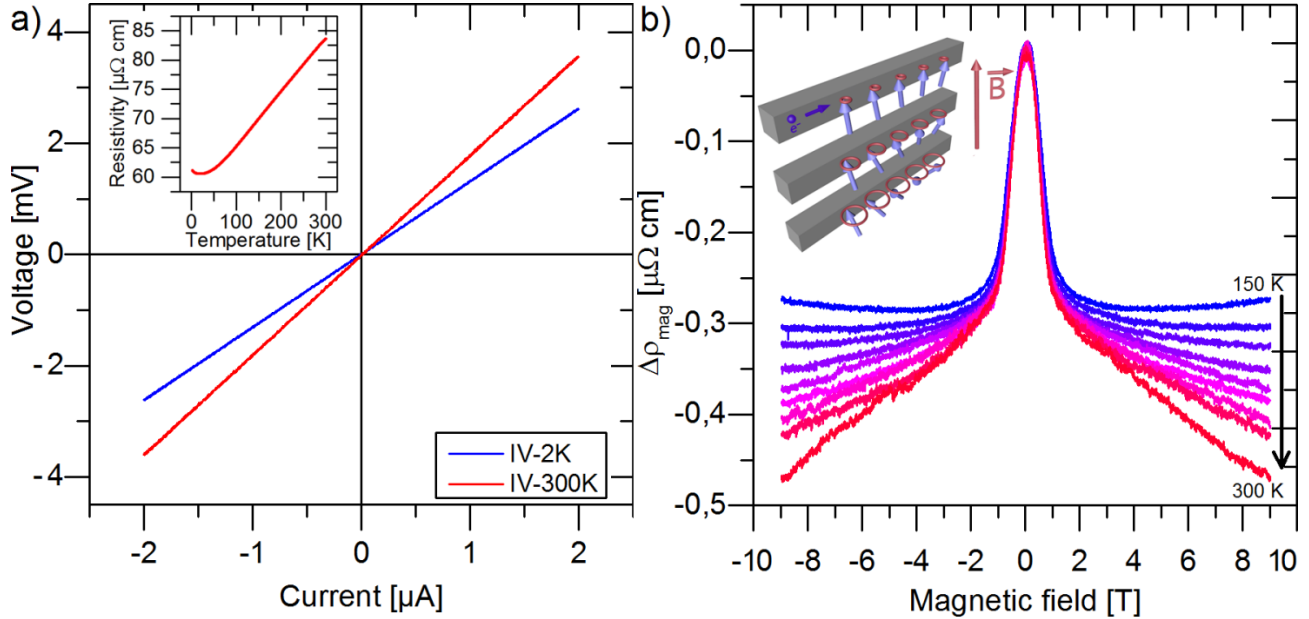 a)
Voltage [mV]
4
2
0
-2
-4
-2
-1
0
1
2
Current [µA]
IV-2K
IV-300K
Resistivity [µΩ cm]
85
80
75
70
65
60
0
100
200
300
Temperature [K]
b)
Δρmag [µΩ cm]
0,0
-0,1
-0,2
-0,3
-0,4
-0,5
-10
-8
-6
-4
-2
0
2
4
6
8
10
Magnetic field [T]
e-
B
150 K
300 K